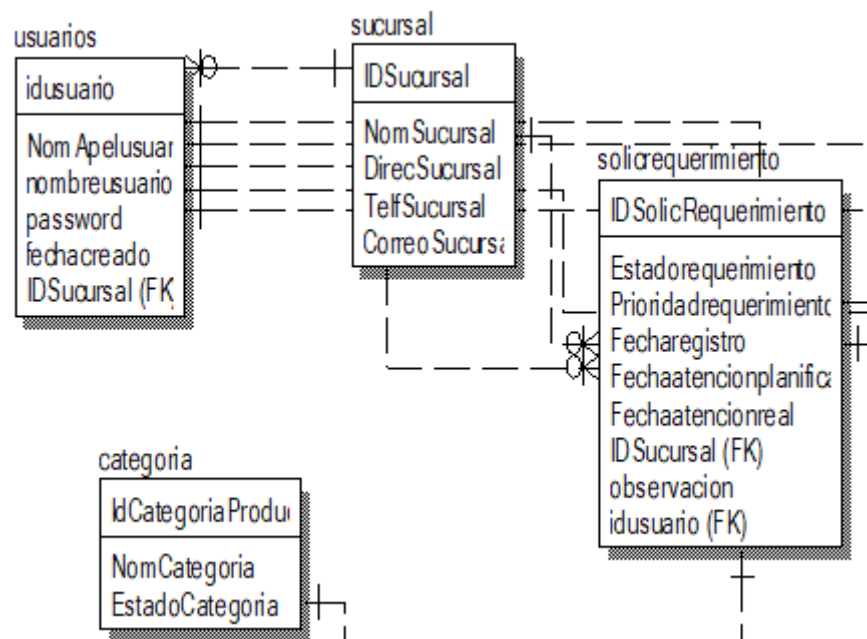 usuarios
idusuario
NomApelusuar
nombreusuario
password
fechacreado
IDSucursal (FK)
sucursal
IDSucursal
NomSucursal
DirecSucursal
TelfSucursal
CorreoSucursa
solicrequerimiento
IDSolicRequerimiento
Estadorequerimiento
Prioridadrequerimiento
Fecharegistro
Fechaatencionplanifica
Fechaatencionreal
IDSucursal (FK)
observacion
idusuario (FK)
categoria
IdCategoriaProdu
NomCategoria
EstadoCategoria